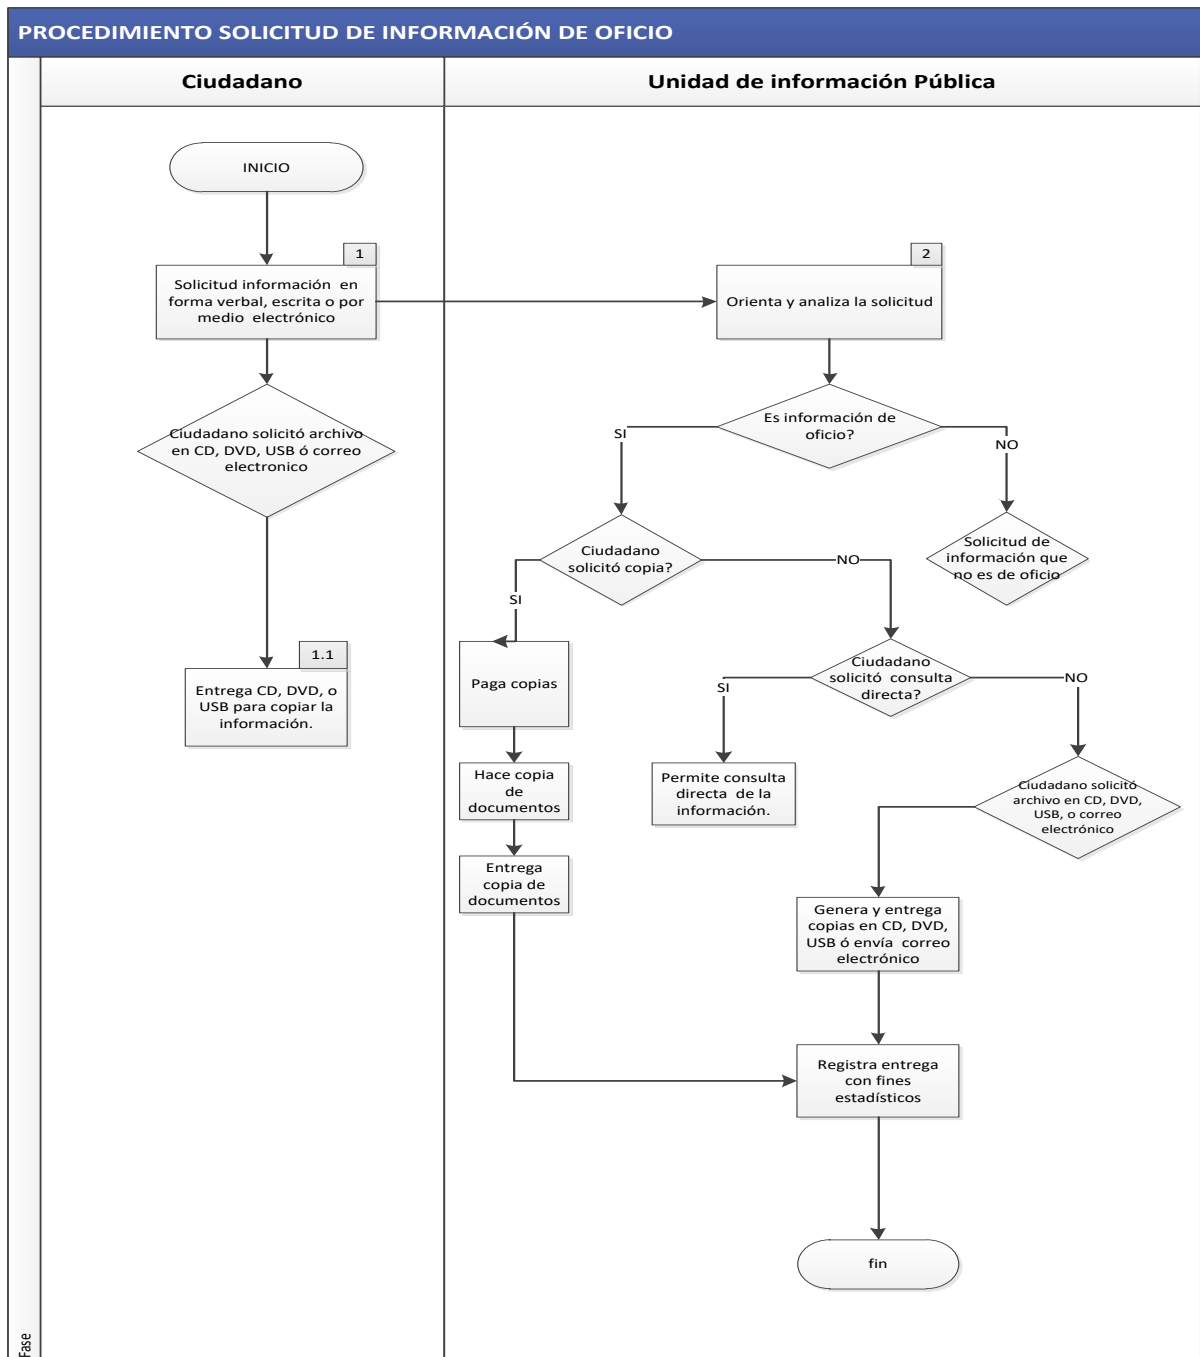 PROCEDIMIENTO SOLICITUD DE INFORMACIÓN DE OFICIO
Ciudadano
Unidad de información Pública
INICIO
1
Solicitud información en
forma verbal, escrita o por
medio electrónico
2
Orienta y analiza la solicitud
Ciudadano solicitó archivo
en CD, DVD, USB ó correo
electronico
Es información de
oficio?
SI
NO
Ciudadano
solicitó copia?
Solicitud de
información que
no es de oficio
SI
NO
1.1
Entrega CD, DVD, o
USB para copiar la
información.
Paga copias
Ciudadano
solicitó consulta
directa?
SI
NO
Hace copia
de
documentos
Permite consulta
directa de la
información.
Ciudadano solicitó
archivo en CD, DVD,
USB, o correo
electrónico
Entrega
copia de
documentos
Genera y entrega
copias en CD, DVD,
USB ó envía correo
electrónico
Registra entrega
con fines
estadísticos
fin
Fase